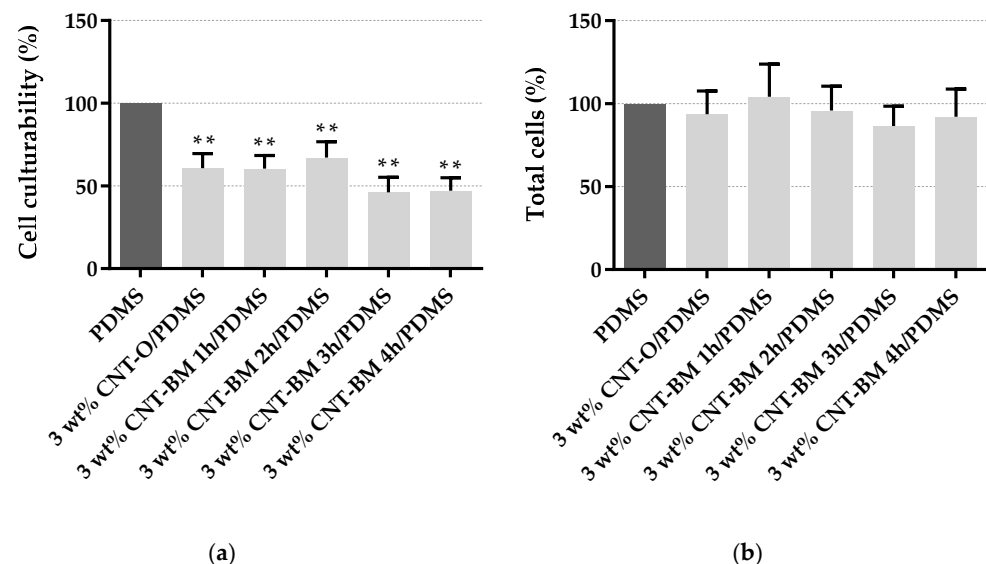 Cell culturability (%)
150
100
50
0
**
**
**
**
**
PDMS
3 wt% CNT-O/PDMS
3 wt% CNT-BM 1h/PDMS
3 wt% CNT-BM 2h/PDMS
3 wt% CNT-BM 3h/PDMS
3 wt% CNT-BM 4h/PDMS
(a)
Total cells (%)
150
100
50
0
PDMS
3 wt% CNT-O/PDMS
3 wt% CNT-BM 1h/PDMS
3 wt% CNT-BM 2h/PDMS
3 wt% CNT-BM 3h/PDMS
3 wt% CNT-BM 4h/PDMS
(b)